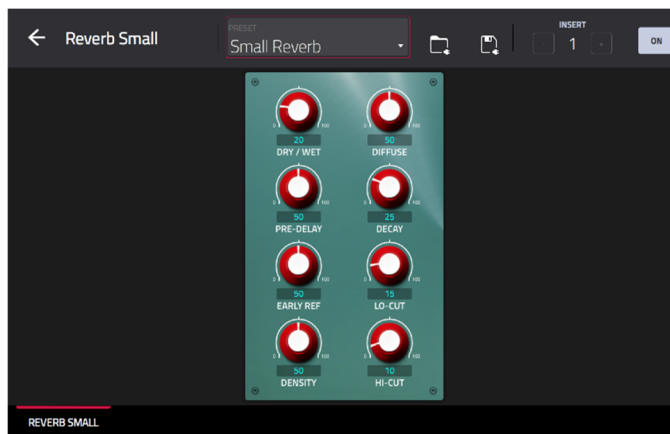 Reverb Small
PRESET
Small Reverb
INSERT
- 1 +
ON
0 100
20
DRY / WET
0 100
50
DIFFUSE
0 100
50
PRE-DELAY
0 100
25
DECAY
0 100
50
EARLY REF
0 100
15
LO-CUT
0 100
50
DENSITY
0 100
10
HI-CUT
REVERB SMALL